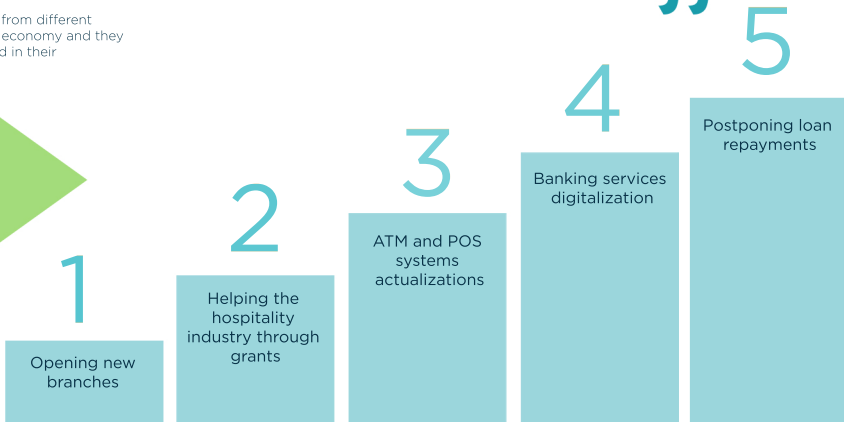 from different
economy and they
d in their
”
5
Postponing loan
repayments
4
Banking services
digitalization
3
ATM and POS
systems
actualizations
2
Helping the
hospitality
industry through
grants
1
Opening new
branches